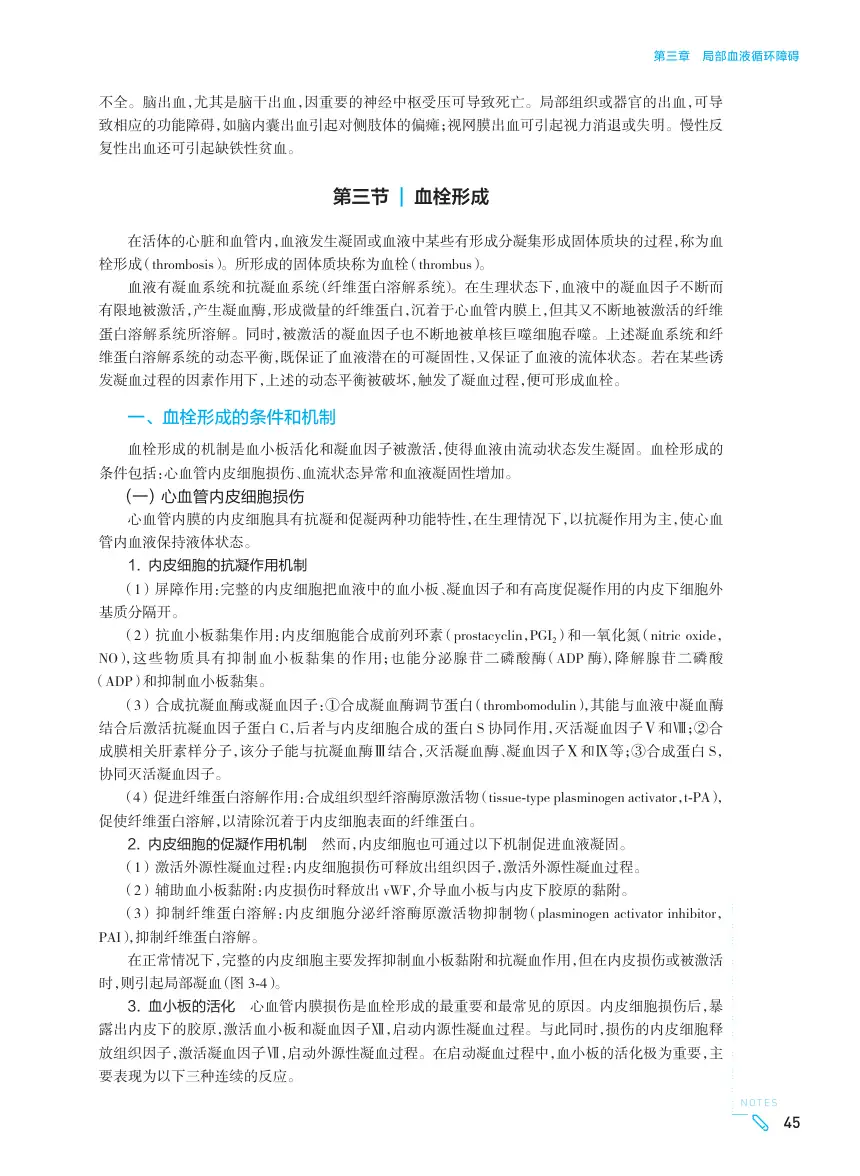 第三章 局部血液循环障碍
不全。脑出血,尤其是脑干出血,因重要的神经中枢受压可导致死亡。局部组织或器官的出血,可导
致相应的功能障碍,如脑内囊出血引起对侧肢体的偏瘫;视网膜出血可引起视力消退或失明。慢性反
复性出血还可引起缺铁性贫血。
第三节 | 血栓形成
在活体的心脏和血管内,血液发生凝固或血液中某些有形成分凝集形成固体质块的过程,称为血
栓形成(thrombosis)。所形成的固体质块称为血栓(thrombus)。
血液有凝血系统和抗凝血系统(纤维蛋白溶解系统)。在生理状态下,血液中的凝血因子不断而
有限地被激活,产生凝血酶,形成微量的纤维蛋白,沉着于心血管内膜上,但其又不断地被激活的纤维
蛋白溶解系统所溶解。同时,被激活的凝血因子也不断地被单核巨噬细胞吞噬。上述凝血系统和纤
维蛋白溶解系统的动态平衡,既保证了血液潜在的可凝固性,又保证了血液的流体状态。若在某些诱
发凝血过程的因素作用下,上述的动态平衡被破坏,触发了凝血过程,便可形成血栓。
一、血栓形成的条件和机制
血栓形成的机制是血小板活化和凝血因子被激活,使得血液由流动状态发生凝固。血栓形成的
条件包括:心血管内皮细胞损伤、血流状态异常和血液凝固性增加。
(一)心血管内皮细胞损伤
心血管内膜的内皮细胞具有抗凝和促凝两种功能特性,在生理情况下,以抗凝作用为主,使心血
管内血液保持液体状态。
1. 内皮细胞的抗凝作用机制
(1)屏障作用:完整的内皮细胞把血液中的血小板、凝血因子和有高度促凝作用的内皮下细胞外
基质分隔开。
(2)抗血小板黏集作用:内皮细胞能合成前列环素(prostacyclin,PGI₂)和一氧化氮(nitric oxide,
NO),这些物质具有抑制血小板黏集的作用;也能分泌腺苷二磷酸酶(ADP 酶),降解腺苷二磷酸
(ADP)和抑制血小板黏集。
(3)合成抗凝血酶或凝血因子:①合成凝血酶调节蛋白(thrombomodulin),其能与血液中凝血酶
结合后激活抗凝血因子蛋白 C,后者与内皮细胞合成的蛋白 S 协同作用,灭活凝血因子Ⅴ和Ⅷ;②合
成膜相关肝素样分子,该分子能与抗凝血酶Ⅲ结合,灭活凝血酶、凝血因子Ⅹ和Ⅸ等;③合成蛋白 S,
协同灭活凝血因子。
(4)促进纤维蛋白溶解作用:合成组织型纤溶酶原激活物(tissue-type plasminogen activator,t-PA),
促使纤维蛋白溶解,以清除沉着于内皮细胞表面的纤维蛋白。
2. 内皮细胞的促凝作用机制 然而,内皮细胞也可通过以下机制促进血液凝固。
(1)激活外源性凝血过程:内皮细胞损伤可释放出组织因子,激活外源性凝血过程。
(2)辅助血小板黏附:内皮损伤时释放出 vWF,介导血小板与内皮下胶原的黏附。
(3)抑制纤维蛋白溶解:内皮细胞分泌纤溶酶原激活物抑制物(plasminogen activator inhibitor,
PAI),抑制纤维蛋白溶解。
在正常情况下,完整的内皮细胞主要发挥抑制血小板黏附和抗凝血作用,但在内皮损伤或被激活
时,则引起局部凝血(图 3-4)。
3. 血小板的活化 心血管内膜损伤是血栓形成的最重要和最常见的原因。内皮细胞损伤后,暴
露出内皮下的胶原,激活血小板和凝血因子Ⅻ,启动内源性凝血过程。与此同时,损伤的内皮细胞释
放组织因子,激活凝血因子Ⅶ,启动外源性凝血过程。在启动凝血过程中,血小板的活化极为重要,主
要表现为以下三种连续的反应。
NOTES
45